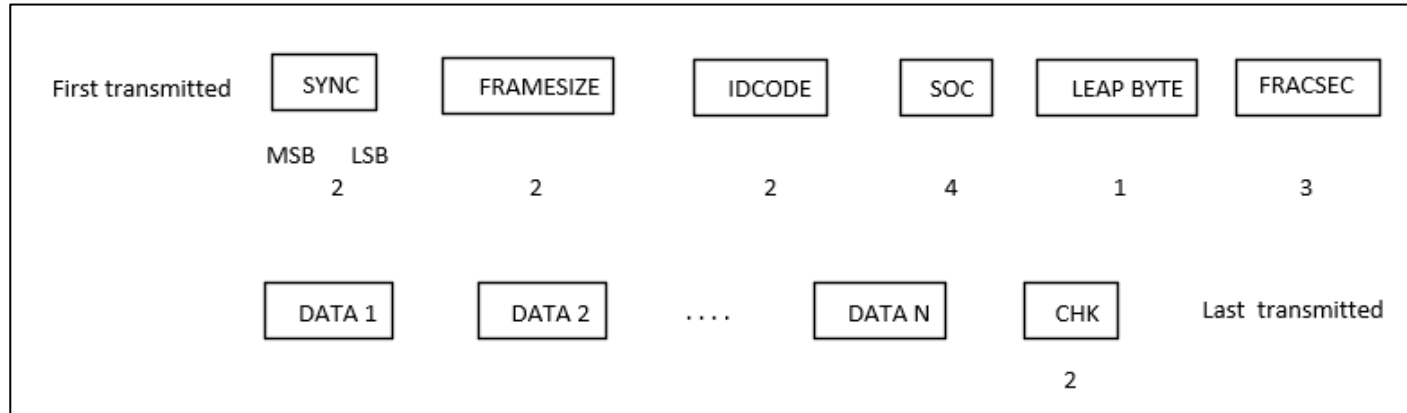 First transmitted SYNC FRAMESIZE IDCODE SOC LEAP BYTE FRACSEC
MSB LSB
2 2 2 4 1 3
DATA 1 DATA 2 .... DATA N CHK Last transmitted
2